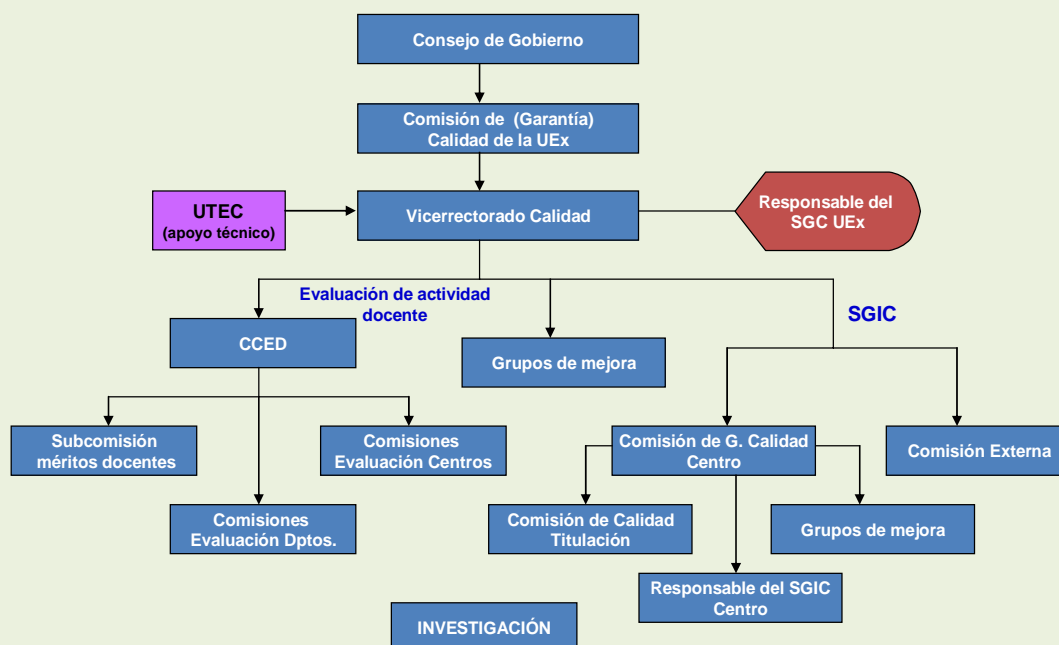 Consejo de Gobierno
Comisión de (Garantía)
Calidad de la UEx
UTEC
(apoyo técnico)
Vicerrectorado Calidad
Responsable del
SGC UEx
Evaluación de actividad
docente
SGIC
CCED
Grupos de mejora
Subcomisión
méritos docentes
Comisiones
Evaluación Centros
Comisión de G. Calidad
Centro
Comisión Externa
Comisiones
Evaluación Dptos.
Comisión de Calidad
Titulación
Grupos de mejora
Responsable del SGIC
Centro
INVESTIGACIÓN